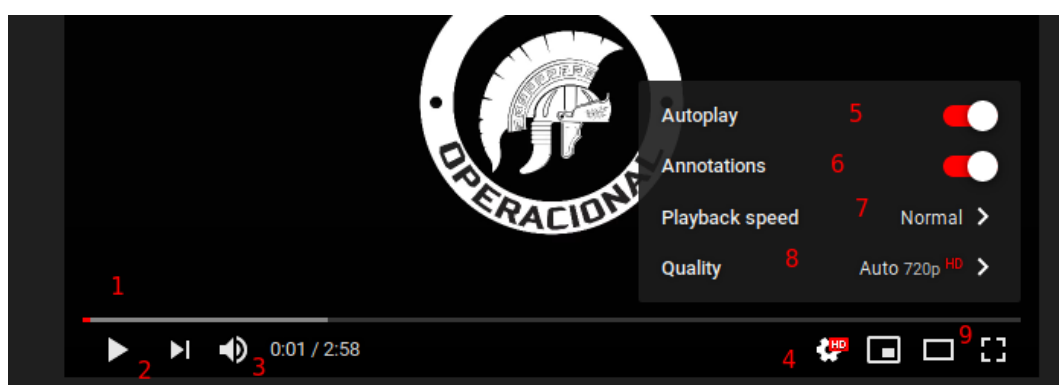 OPERACIONAL
Autoplay 5
Annotations 6
Playback speed 7 Normal
Quality 8 Auto 720p HD
1
2 3 0:01 / 2:58 4 HD 9